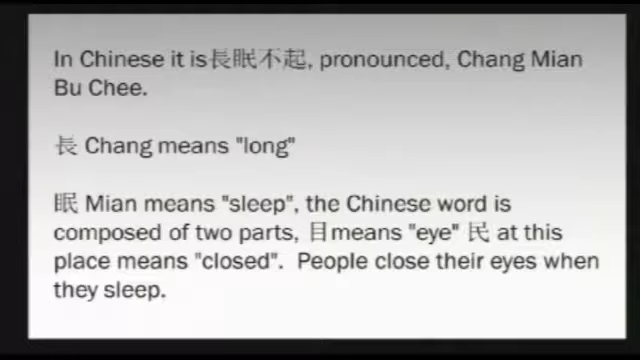 In Chinese it is長眠不起, pronounced, Chang Mian
Bu Chee.
長 Chang means "long"
眠 Mian means "sleep", the Chinese word is
composed of two parts, 目means "eye" 民 at this
place means "closed".  People close their eyes when
they sleep.